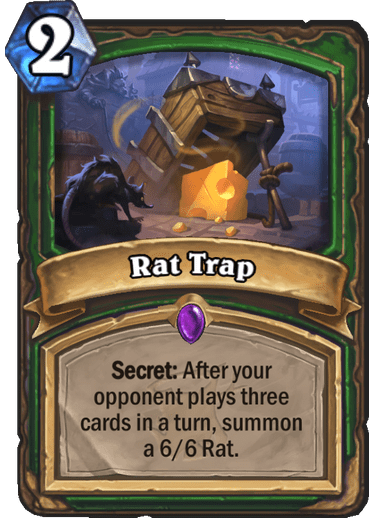 2
Rat Trap
Secret: After your
opponent plays three
cards in a turn, summon
a 6/6 Rat.